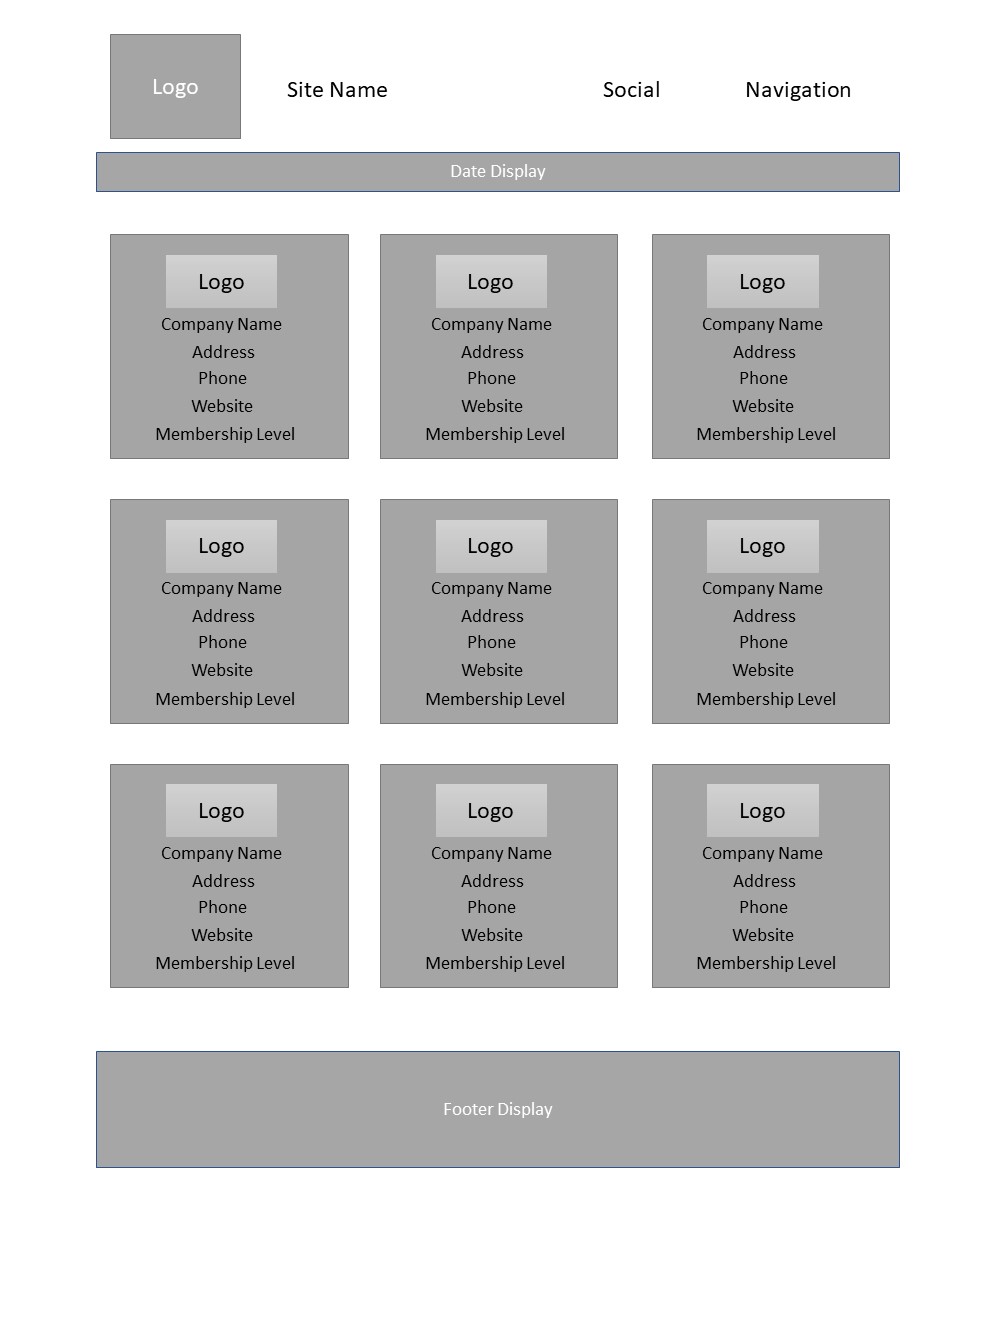 Logo
Site Name
Social
Navigation
Date Display
Logo
Company Name
Address
Phone
Website
Membership Level
Logo
Company Name
Address
Phone
Website
Membership Level
Logo
Company Name
Address
Phone
Website
Membership Level
Logo
Company Name
Address
Phone
Website
Membership Level
Logo
Company Name
Address
Phone
Website
Membership Level
Logo
Company Name
Address
Phone
Website
Membership Level
Logo
Company Name
Address
Phone
Website
Membership Level
Logo
Company Name
Address
Phone
Website
Membership Level
Logo
Company Name
Address
Phone
Website
Membership Level
Footer Display